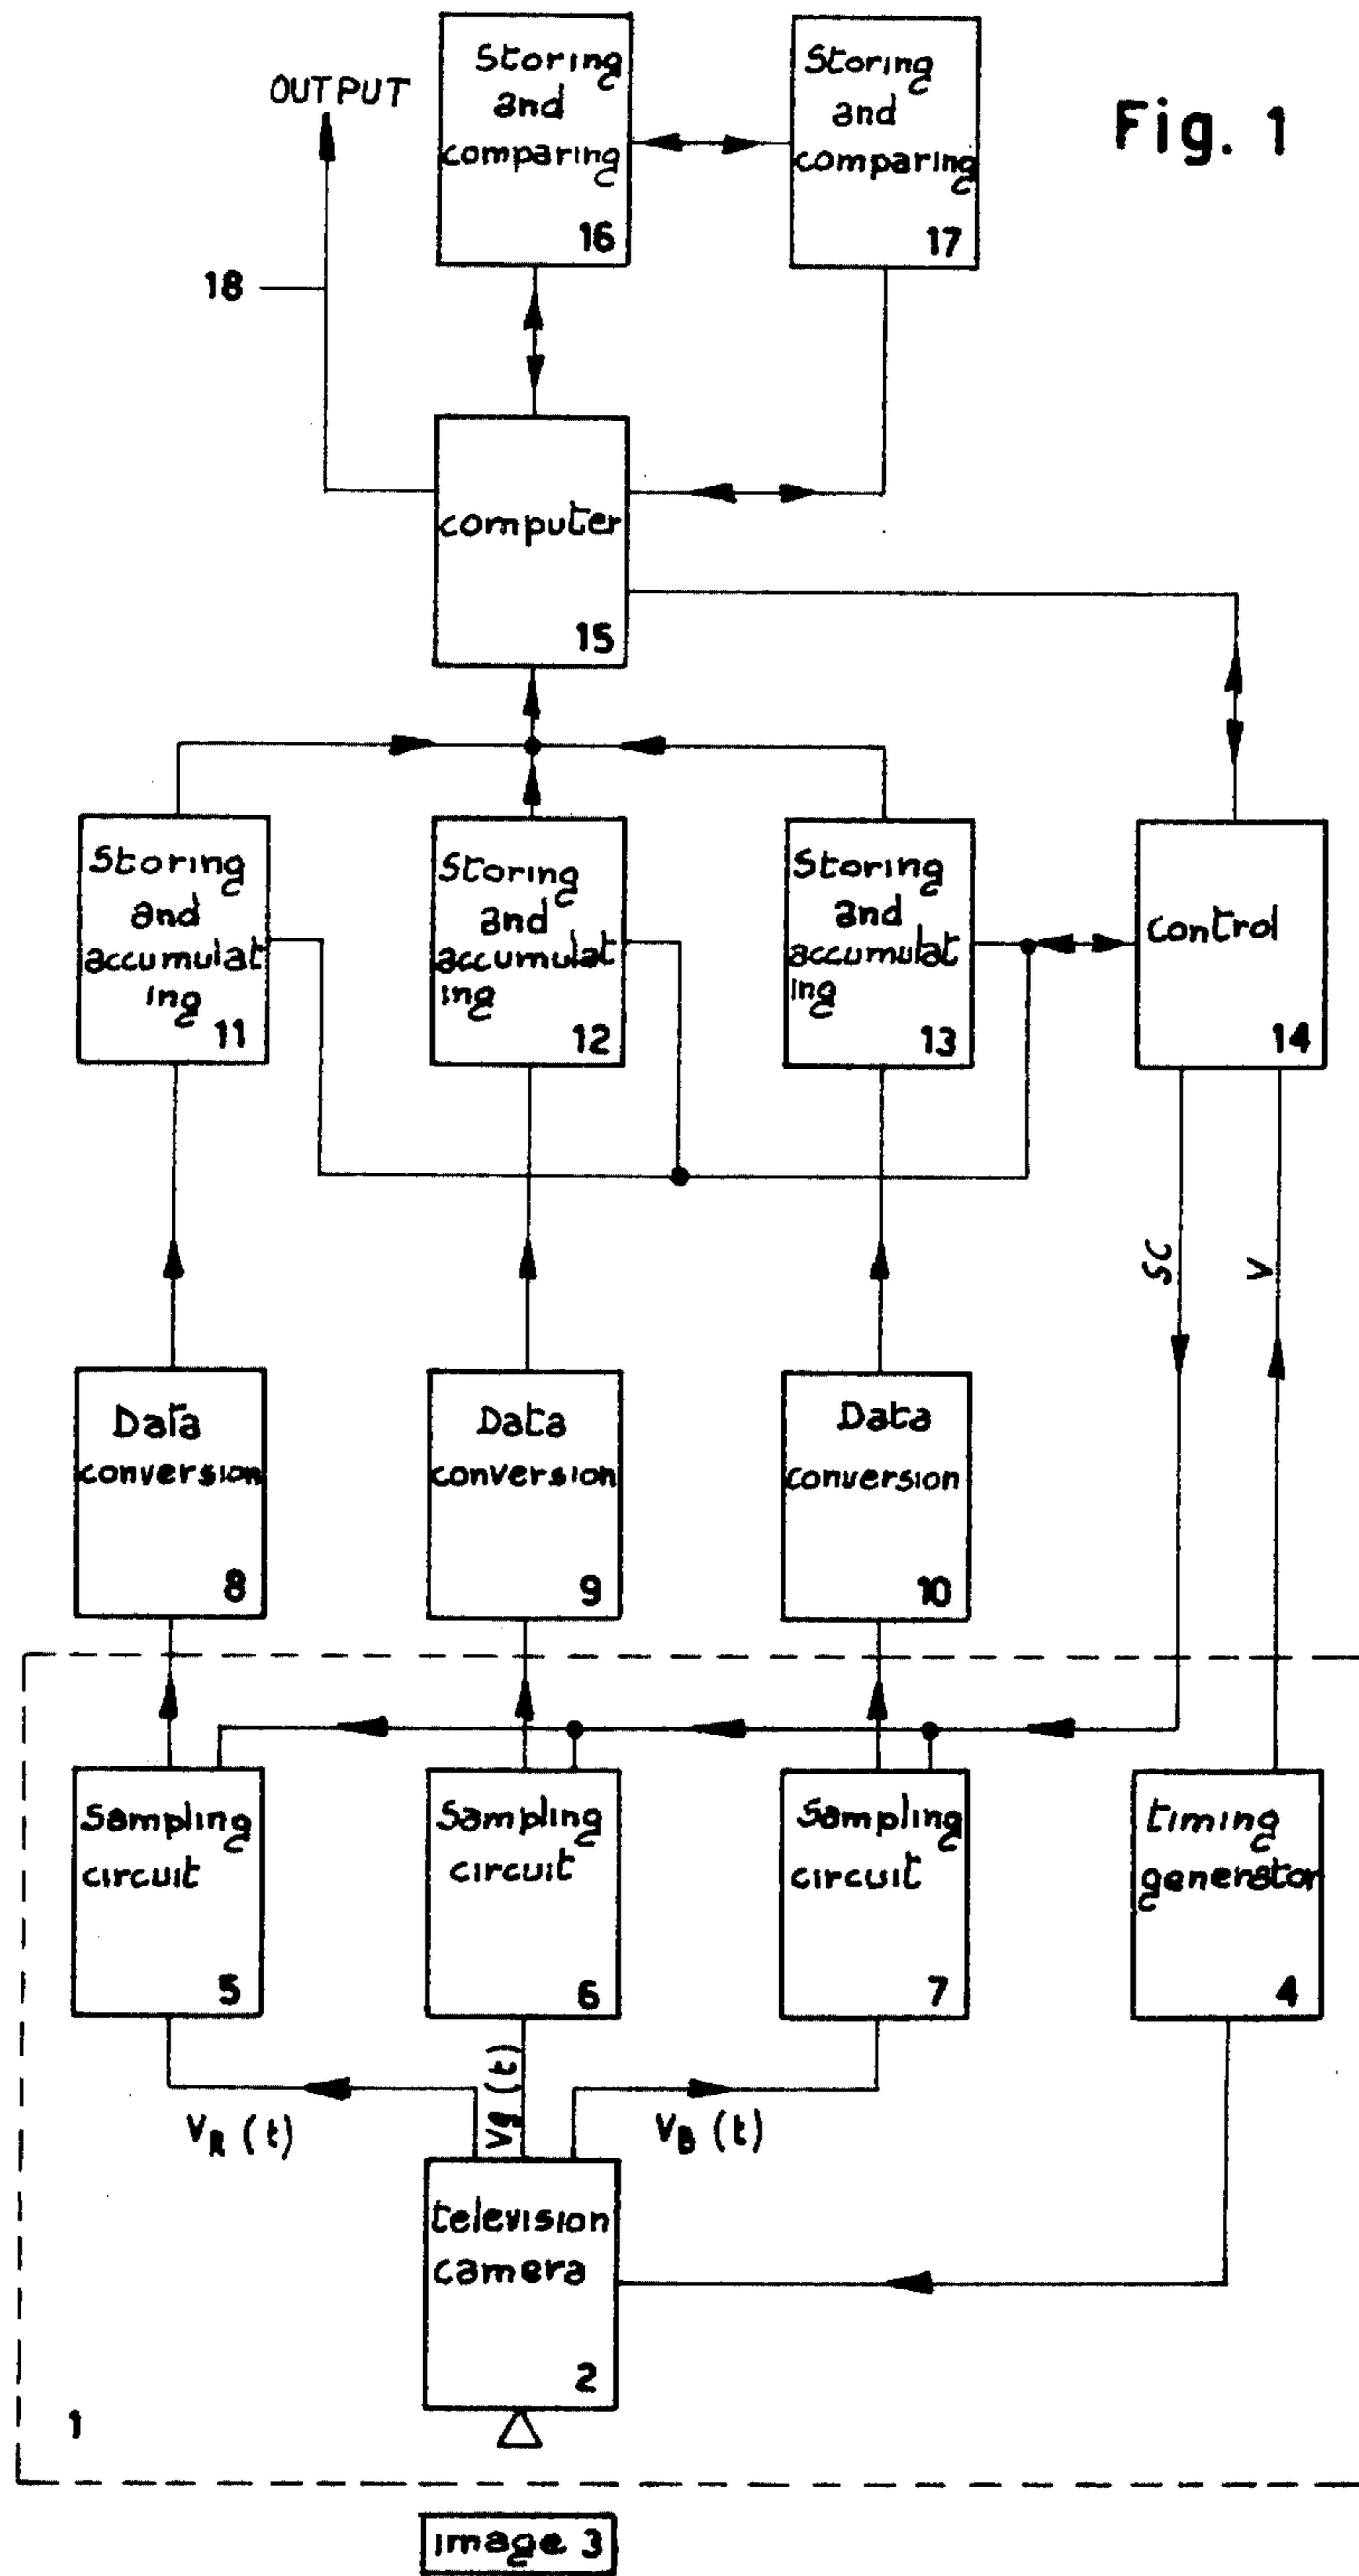 Fig. 1
OUTPUT
Storing
and
comparing
16
Storing
and
comparing
17
18
computer
15
Storing
and
accumulat
ing
11
Storing
and
accumulat
ing
12
Storing
and
accumulat
ing
13
control
14
SC
V
Data
conversion
8
Data
conversion
9
Data
conversion
10
Sampling
circuit
5
Sampling
circuit
6
Sampling
circuit
7
timing
generator
4
VR (t)
Vg (t)
VB (t)
television
camera
2
1
image 3